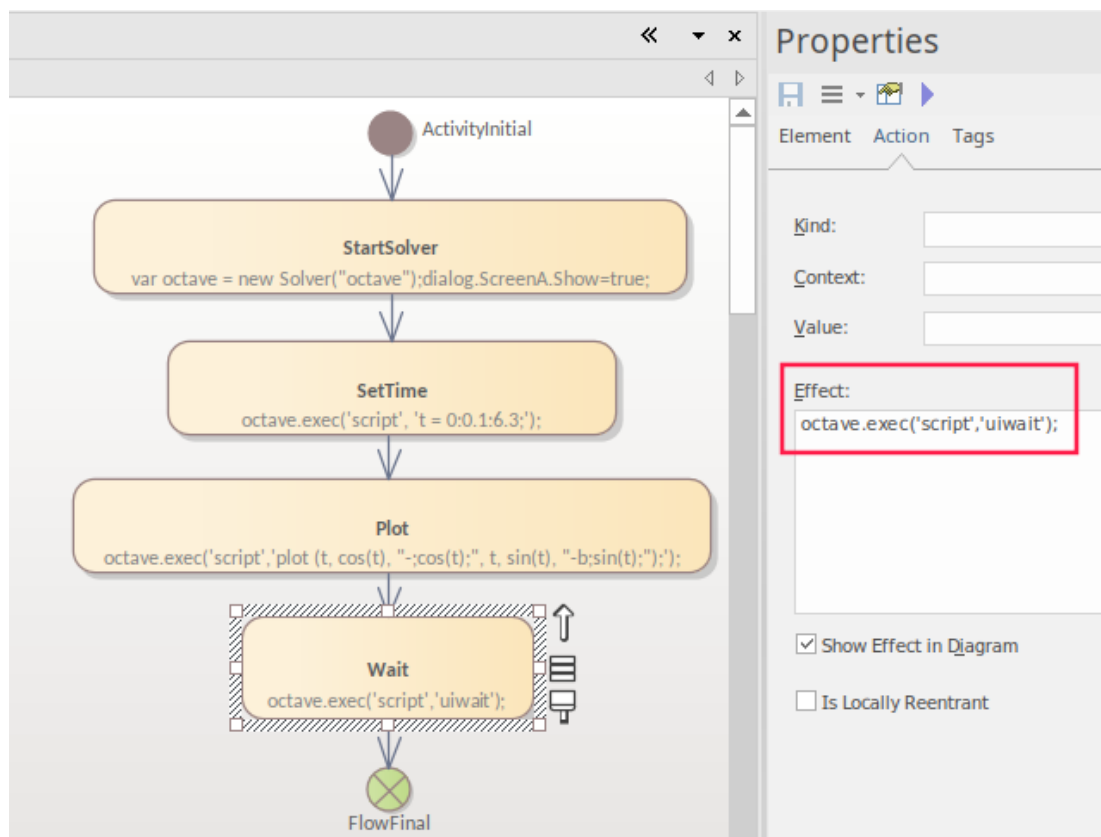 Properties
Element Action Tags
ActivityInitial
StartSolver
var octave = new Solver("octave");dialog.ScreenA.Show=true;
Kind:
Context:
Value:
SetTime
octave.exec('script', 't = 0:0.1:6.3;');
Effect:
octave.exec('script','uiwait');
Plot
octave.exec('script','plot (t, cos(t), "-;cos(t);", t, sin(t), "-b;sin(t);");');
Show Effect in Diagram
Is Locally Reentrant
Wait
octave.exec('script','uiwait');
FlowFinal